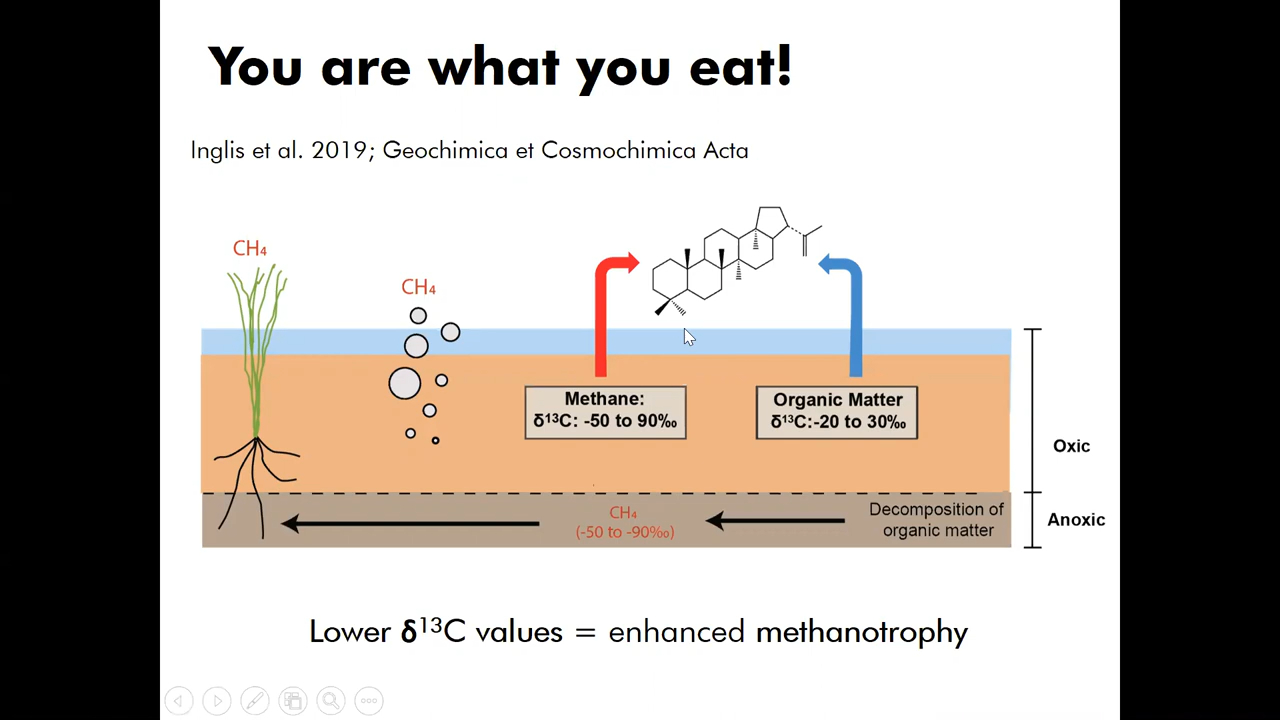 You are what you eat!
Inglis et al. 2019; Geochimica et Cosmochimica Acta
CH₄
CH₄
Methane:
δ¹³C: -50 to 90‰
Organic Matter
δ¹³C:-20 to 30‰
Oxic
CH₄
(-50 to -90‰)
Decomposition of
organic matter
Anoxic
Lower δ¹³C values = enhanced methanotrophy